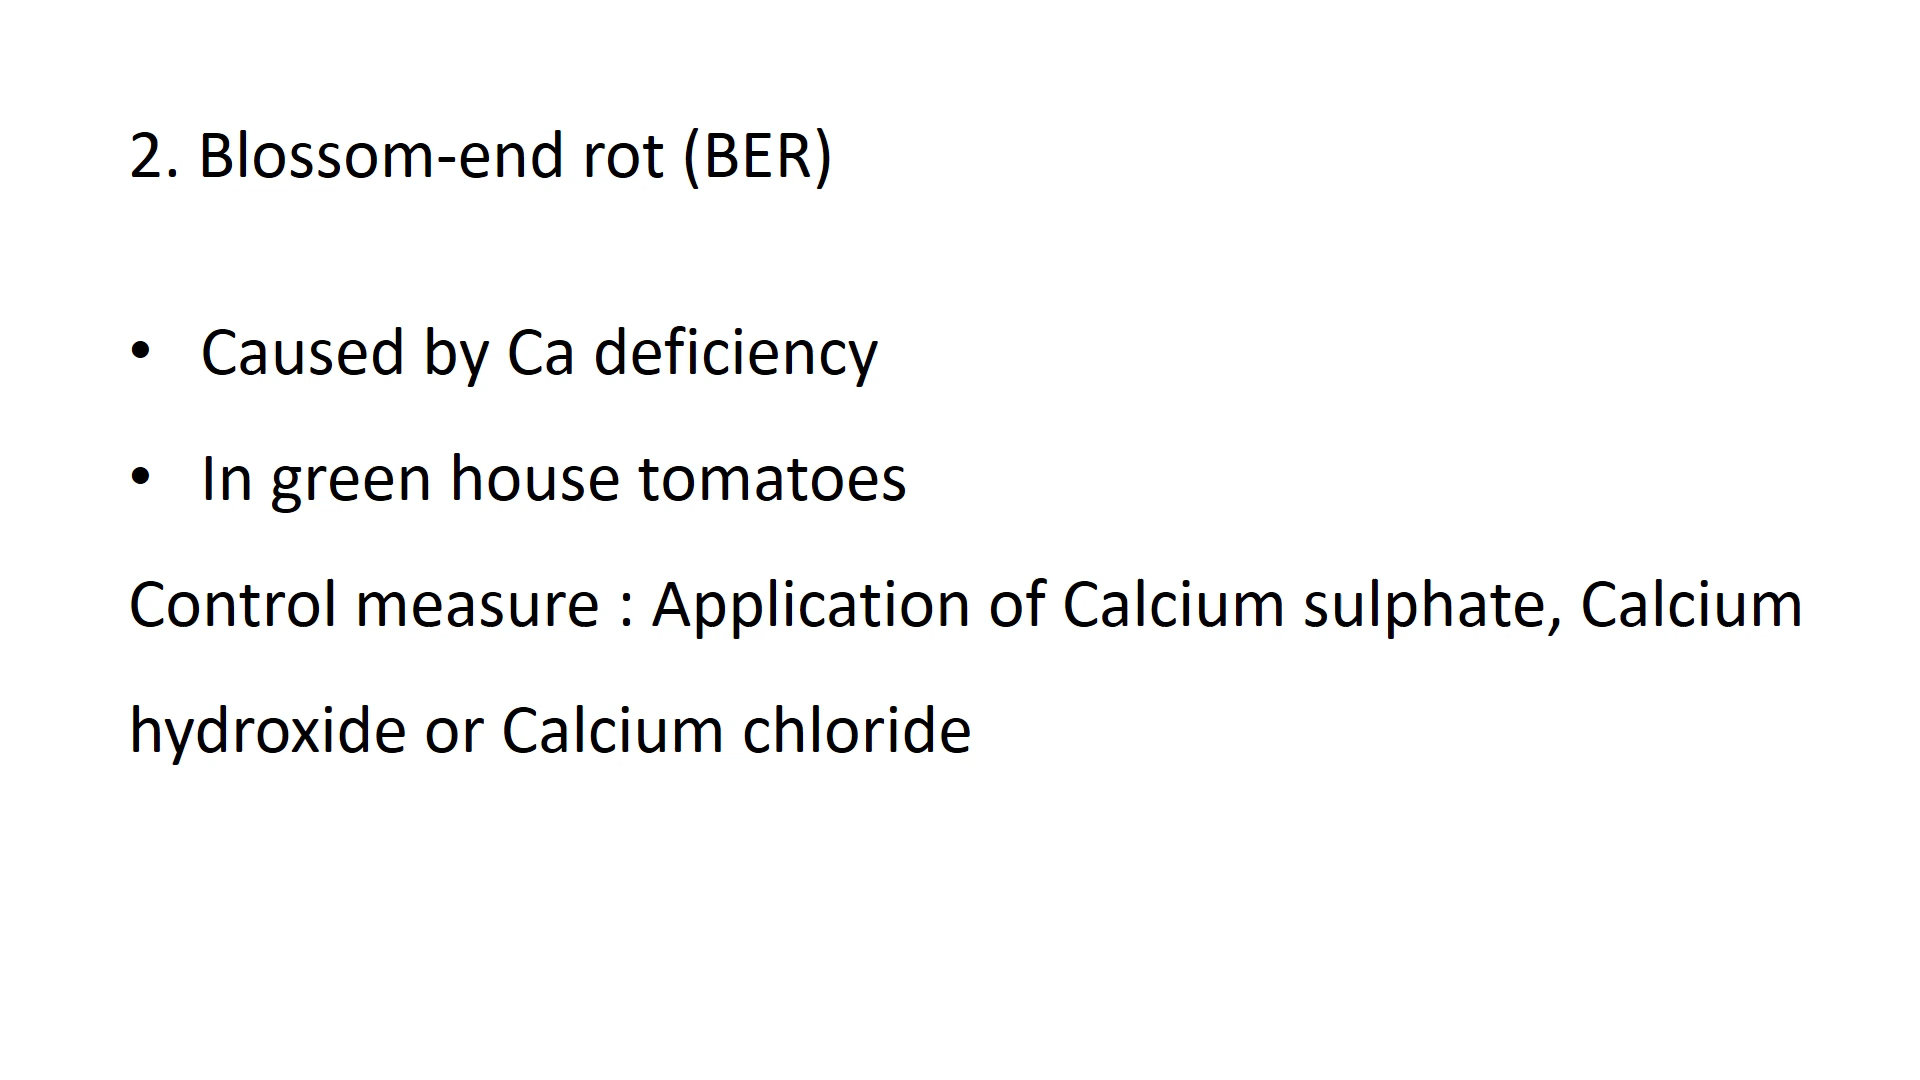 2. Blossom-end rot (BER)
• Caused by Ca deficiency
• In green house tomatoes
Control measure : Application of Calcium sulphate, Calcium
hydroxide or Calcium chloride